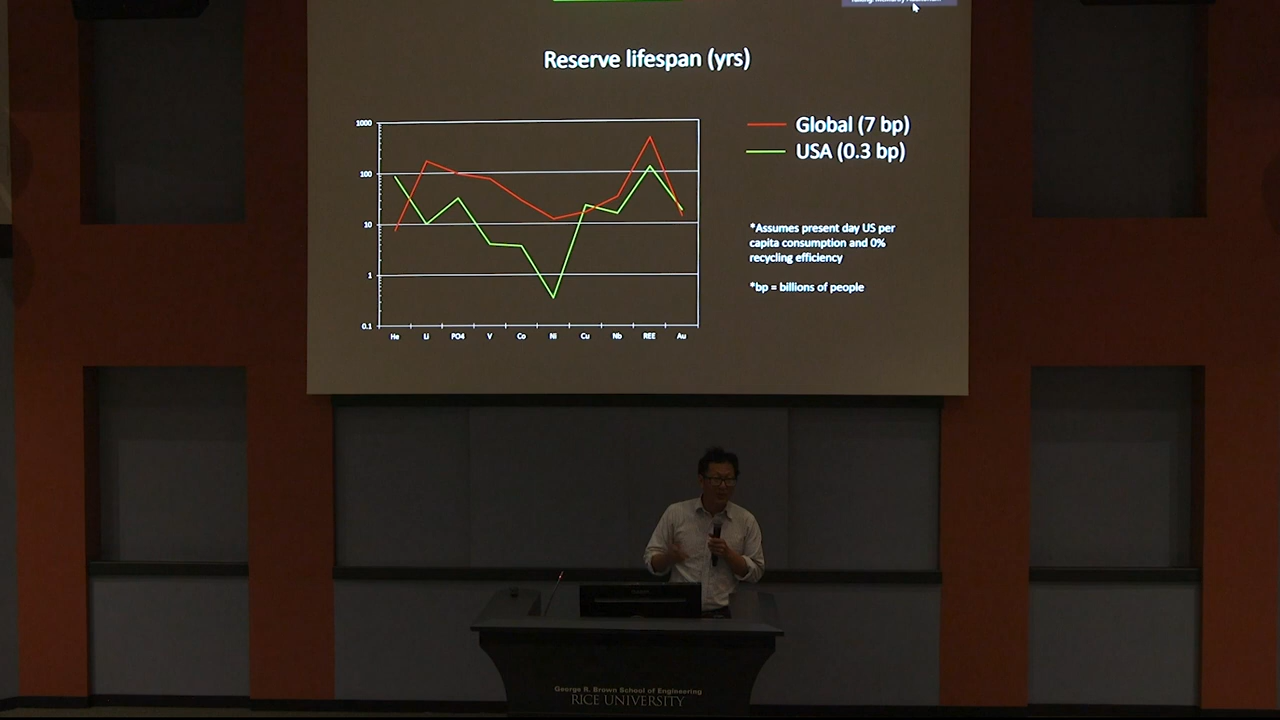 Reserve lifespan (yrs)
1000
100
10
1
0.1
He Li PO4 V Co Ni Cu Nb REE Au
Global (7 bp)
USA (0.3 bp)
*Assumes present day US per
capita consumption and 0%
recycling efficiency
*bp = billions of people
George R. Brown School of Engineering
RICE UNIVERSITY